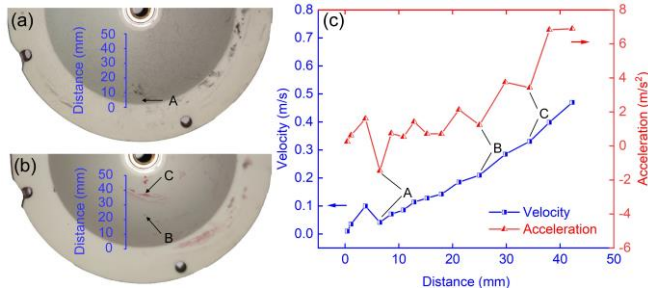 (a)
Distance (mm)
50
40
30
20
10
0
A
(b)
Distance (mm)
50
40
30
20
10
0
C
B
(c)
Velocity (m/s)
0.8
0.7
0.6
0.5
0.4
0.3
0.2
0.1
0.0
A
B
C
Velocity
Acceleration
0
10
20
30
40
50
Distance (mm)
8
6
4
2
0
-2
-4
-6
Acceleration (m/s²)